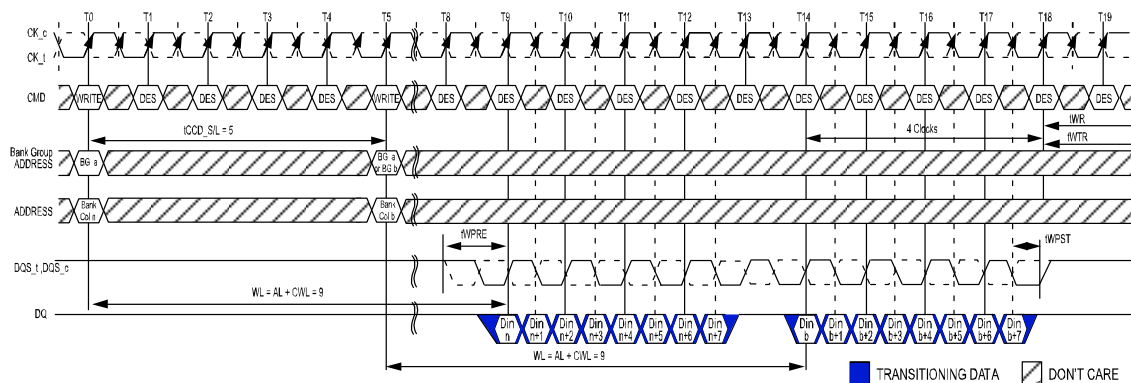 T0 T1 T2 T3 T4 T5 T8 T9 T10 T11 T12 T13 T14 T15 T16 T17 T18 T19
CK_c
CK_t
CMD WRITE DES DES DES DES WRITE DES DES DES DES DES DES DES DES DES DES DES DES
tCCD_S/L = 5 4 Clocks tWR
tWTR
Bank Group
ADDRESS BG a BG a
or BG b
ADDRESS Bank
Col n Bank
Col b
tWPRE tWPST
DQS_t ,DQS_c
WL = AL + CWL = 9
DQ Din
n Din
n+1 Din
n+2 Din
n+3 Din
n+4 Din
n+5 Din
n+6 Din
n+7 Din
b Din
b+1 Din
b+2 Din
b+3 Din
b+4 Din
b+5 Din
b+6 Din
b+7
WL = AL + CWL = 9
TRANSITIONING DATA DON'T CARE